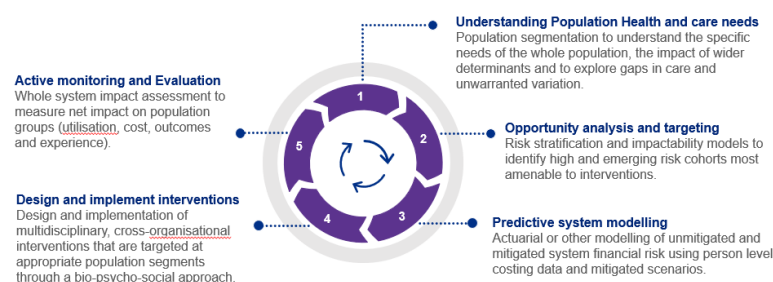 Understanding Population Health and care needs
Population segmentation to understand the specific
needs of the whole population, the impact of wider
determinants and to explore gaps in care and
unwarranted variation.
1
Opportunity analysis and targeting
Risk stratification and impactability models to
identify high and emerging risk cohorts most
amenable to interventions.
2
Predictive system modelling
Actuarial or other modelling of unmitigated and
mitigated system financial risk using person level
costing data and mitigated scenarios.
3
Design and implement interventions
Design and implementation of
multidisciplinary, cross-organisational
interventions that are targeted at
appropriate population segments
through a bio-psycho-social approach.
4
Active monitoring and Evaluation
Whole system impact assessment to
measure net impact on population
groups (utilisation, cost, outcomes
and experience).
5